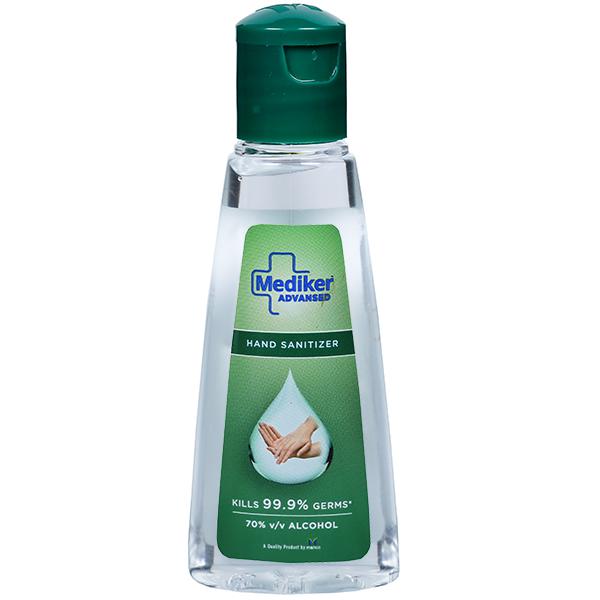 Mediker
ADVANSED
HAND SANITIZER
KILLS 99.9% GERMS*
70% v/v ALCOHOL
A Quality Product by marico